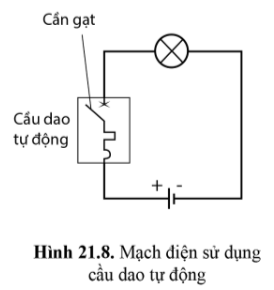 Cần gạt
Cầu dao
tự động
+ -
Hình 21.8. Mạch điện sử dụng
cầu dao tự động